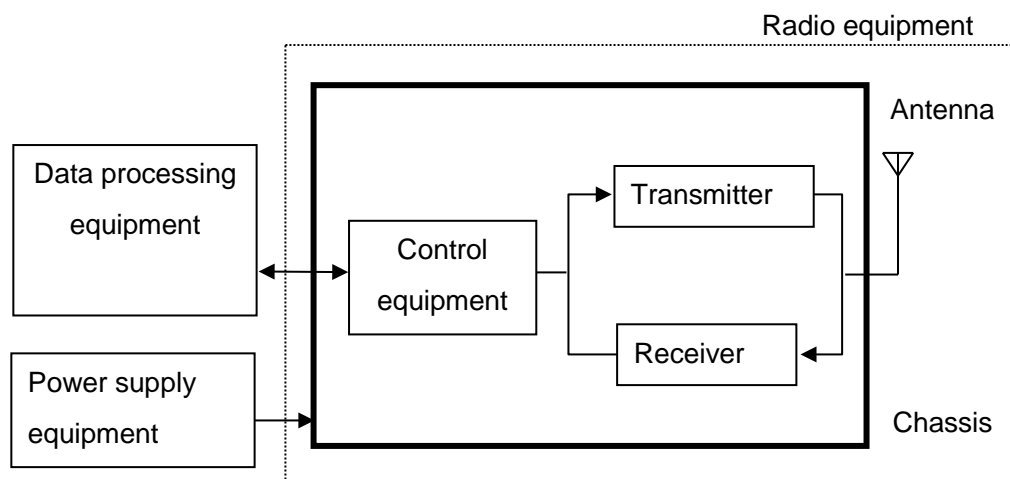 Radio equipment
Antenna
Data processing
equipment
Transmitter
Control
equipment
Receiver
Power supply
equipment
Chassis